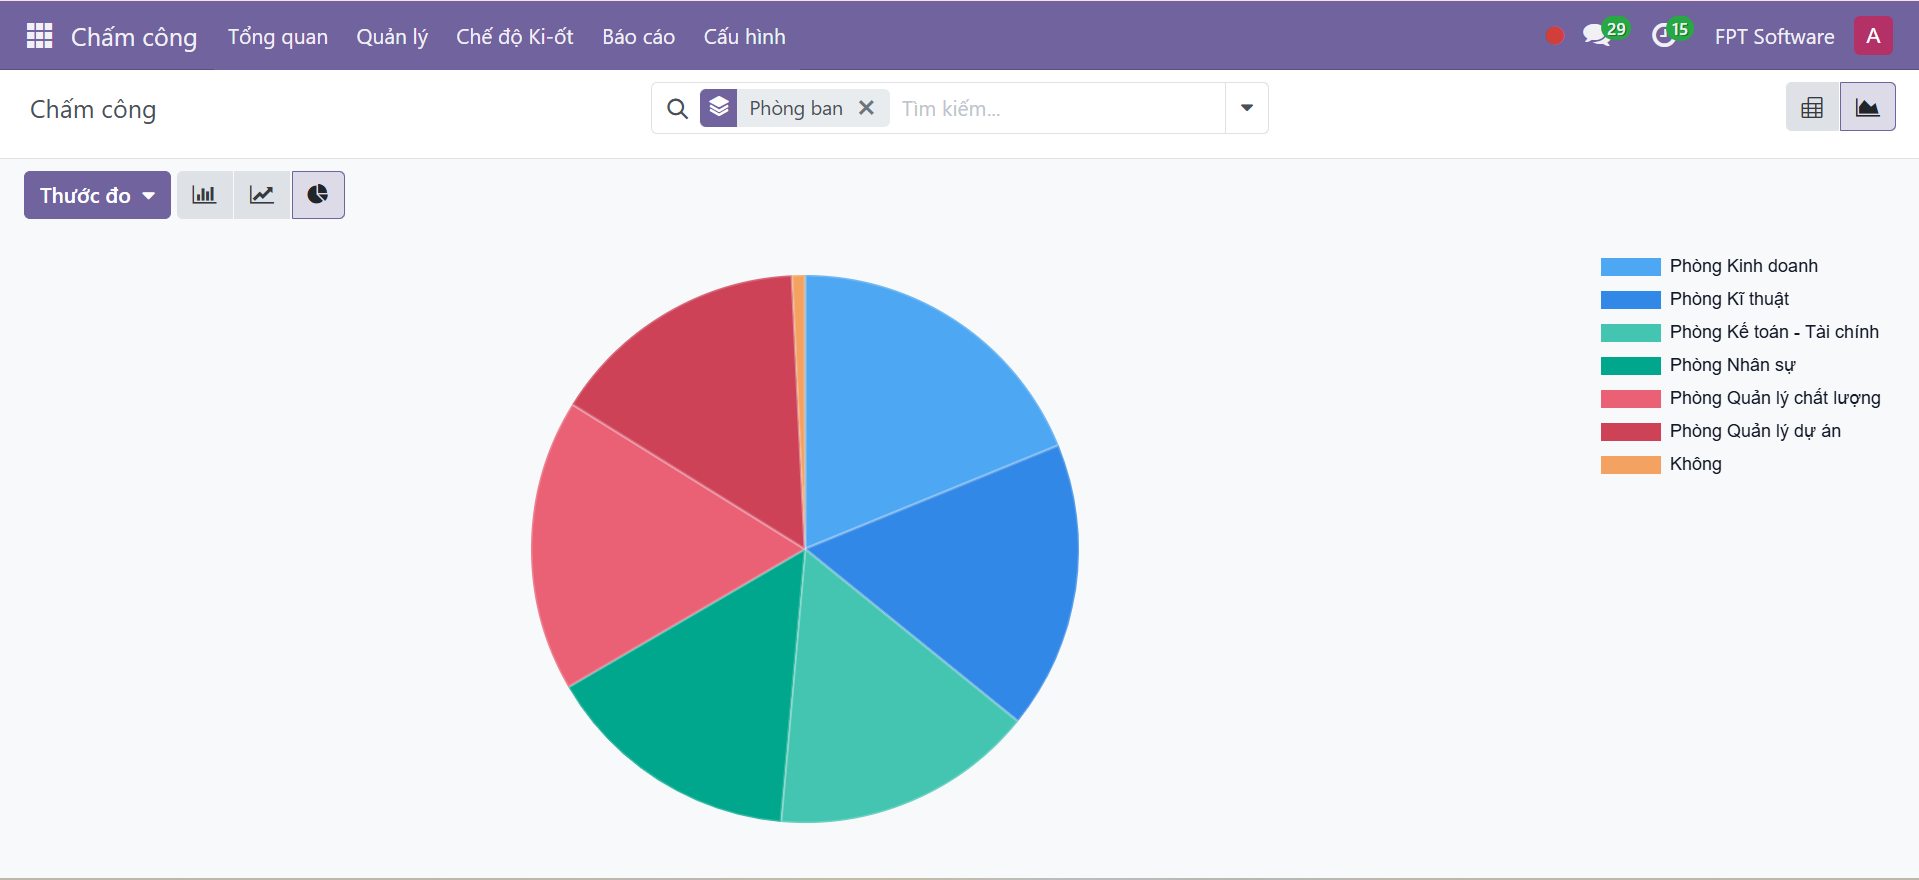 Chấm công Tổng quan Quản lý Chế độ Ki-ốt Báo cáo Cấu hình 29 15 FPT Software A
Chấm công Phòng ban Tìm kiếm...
Thước đo
Phòng Kinh doanh
Phòng Kĩ thuật
Phòng Kế toán - Tài chính
Phòng Nhân sự
Phòng Quản lý chất lượng
Phòng Quản lý dự án
Không